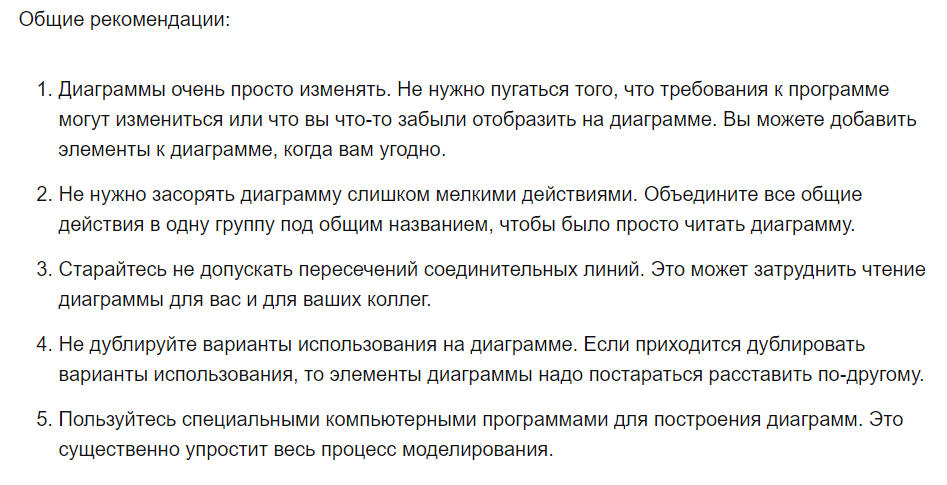 Общие рекомендации:
1. Диаграммы очень просто изменять. Не нужно пугаться того, что требования к программе
могут измениться или что вы что-то забыли отобразить на диаграмме. Вы можете добавить
элементы к диаграмме, когда вам угодно.
2. Не нужно засорять диаграмму слишком мелкими действиями. Объедините все общие
действия в одну группу под общим названием, чтобы было просто читать диаграмму.
3. Старайтесь не допускать пересечений соединительных линий. Это может затруднить чтение
диаграммы для вас и для ваших коллег.
4. Не дублируйте варианты использования на диаграмме. Если приходится дублировать
варианты использования, то элементы диаграммы надо постараться расставить по-другому.
5. Пользуйтесь специальными компьютерными программами для построения диаграмм. Это
существенно упростит весь процесс моделирования.